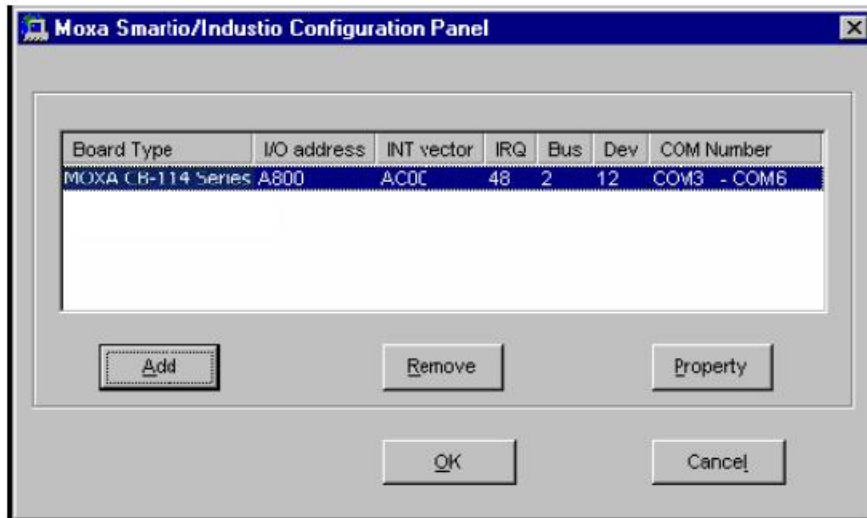 Moxa Smartio/Industio Configuration Panel
Board Type I/O address INT vector IRQ Bus Dev COM Number
MOXA CB-114 Series A800 AC00 48 2 12 COM3 - COM6
Add Remove Property
OK Cancel